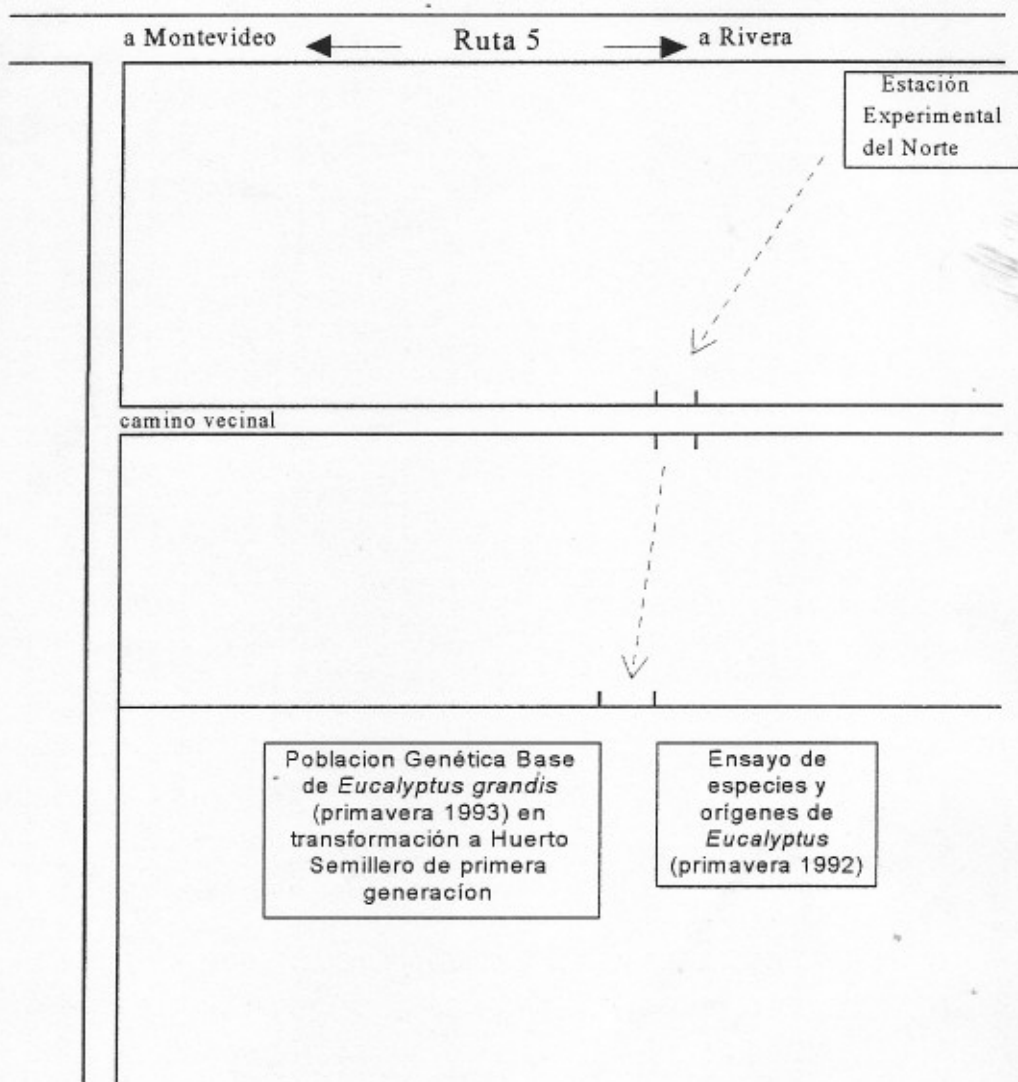 a Montevideo Ruta 5 a Rivera
Estación
Experimental
del Norte
camino vecinal
Poblacion Genética Base
de Eucalyptus grandis
(primavera 1993) en
transformación a Huerto
Semillero de primera
generacíon
Ensayo de
especies y
orígenes de
Eucalyptus
(primavera 1992)